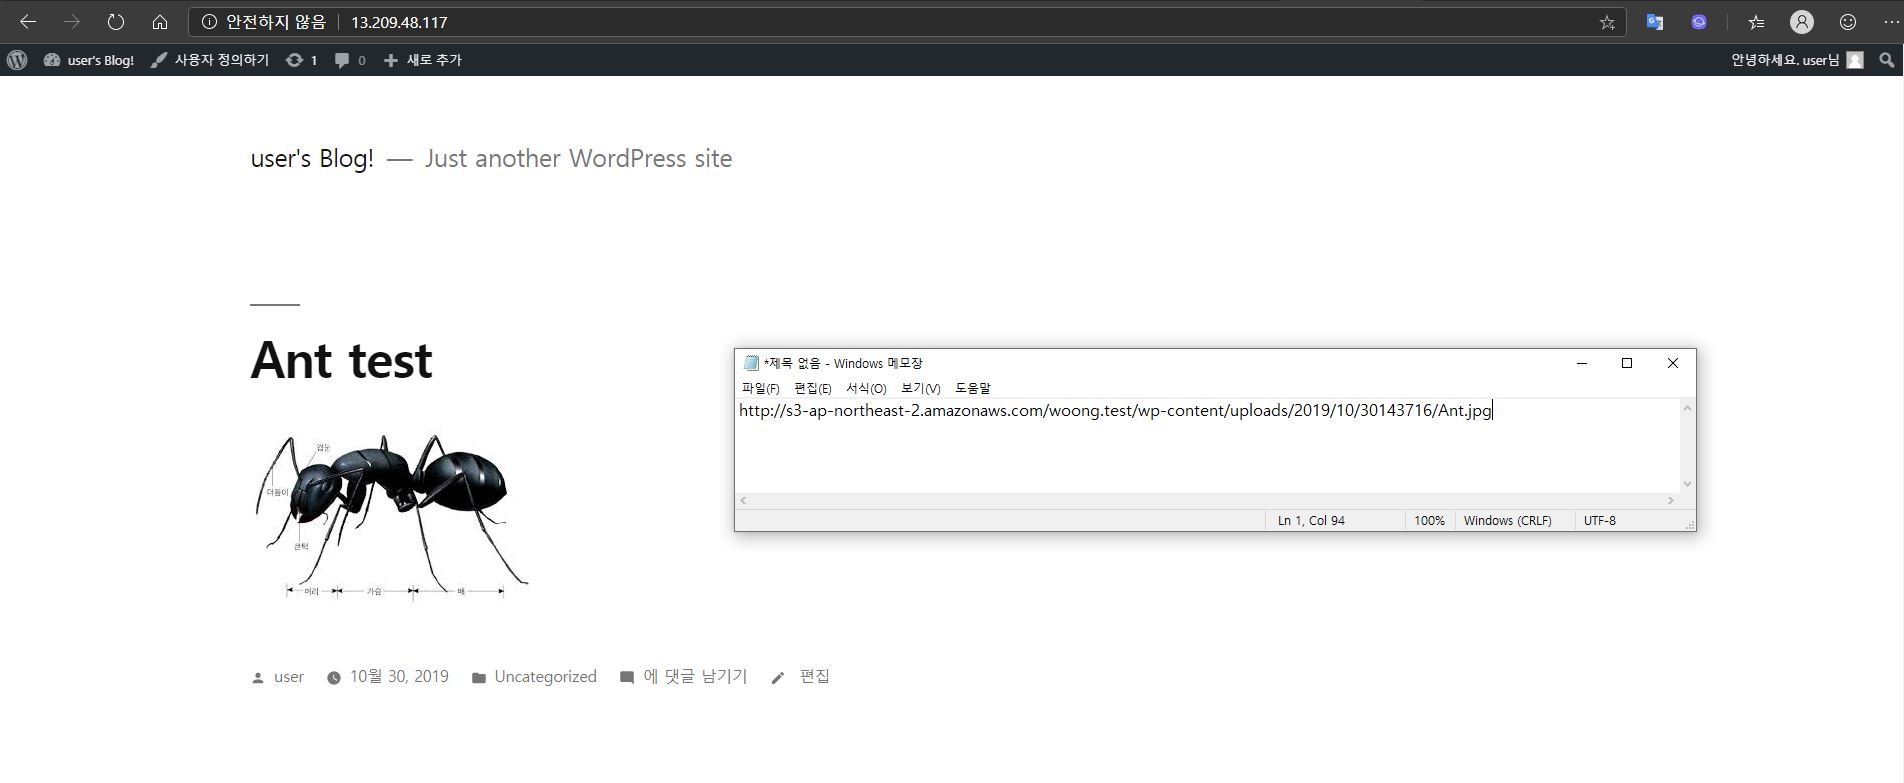 안전하지 않음 13.209.48.117
user's Blog! 사용자 정의하기 1 0 새로 추가 안녕하세요. user님
user's Blog! — Just another WordPress site
Ant test
겹눈
더듬이
큰턱
머리 가슴 배
*제목 없음 - Windows 메모장
파일(F) 편집(E) 서식(O) 보기(V) 도움말
http://s3-ap-northeast-2.amazonaws.com/woong.test/wp-content/uploads/2019/10/30143716/Ant.jpg
Ln 1, Col 94 100% Windows (CRLF) UTF-8
user 10월 30, 2019 Uncategorized 에 댓글 남기기 편집